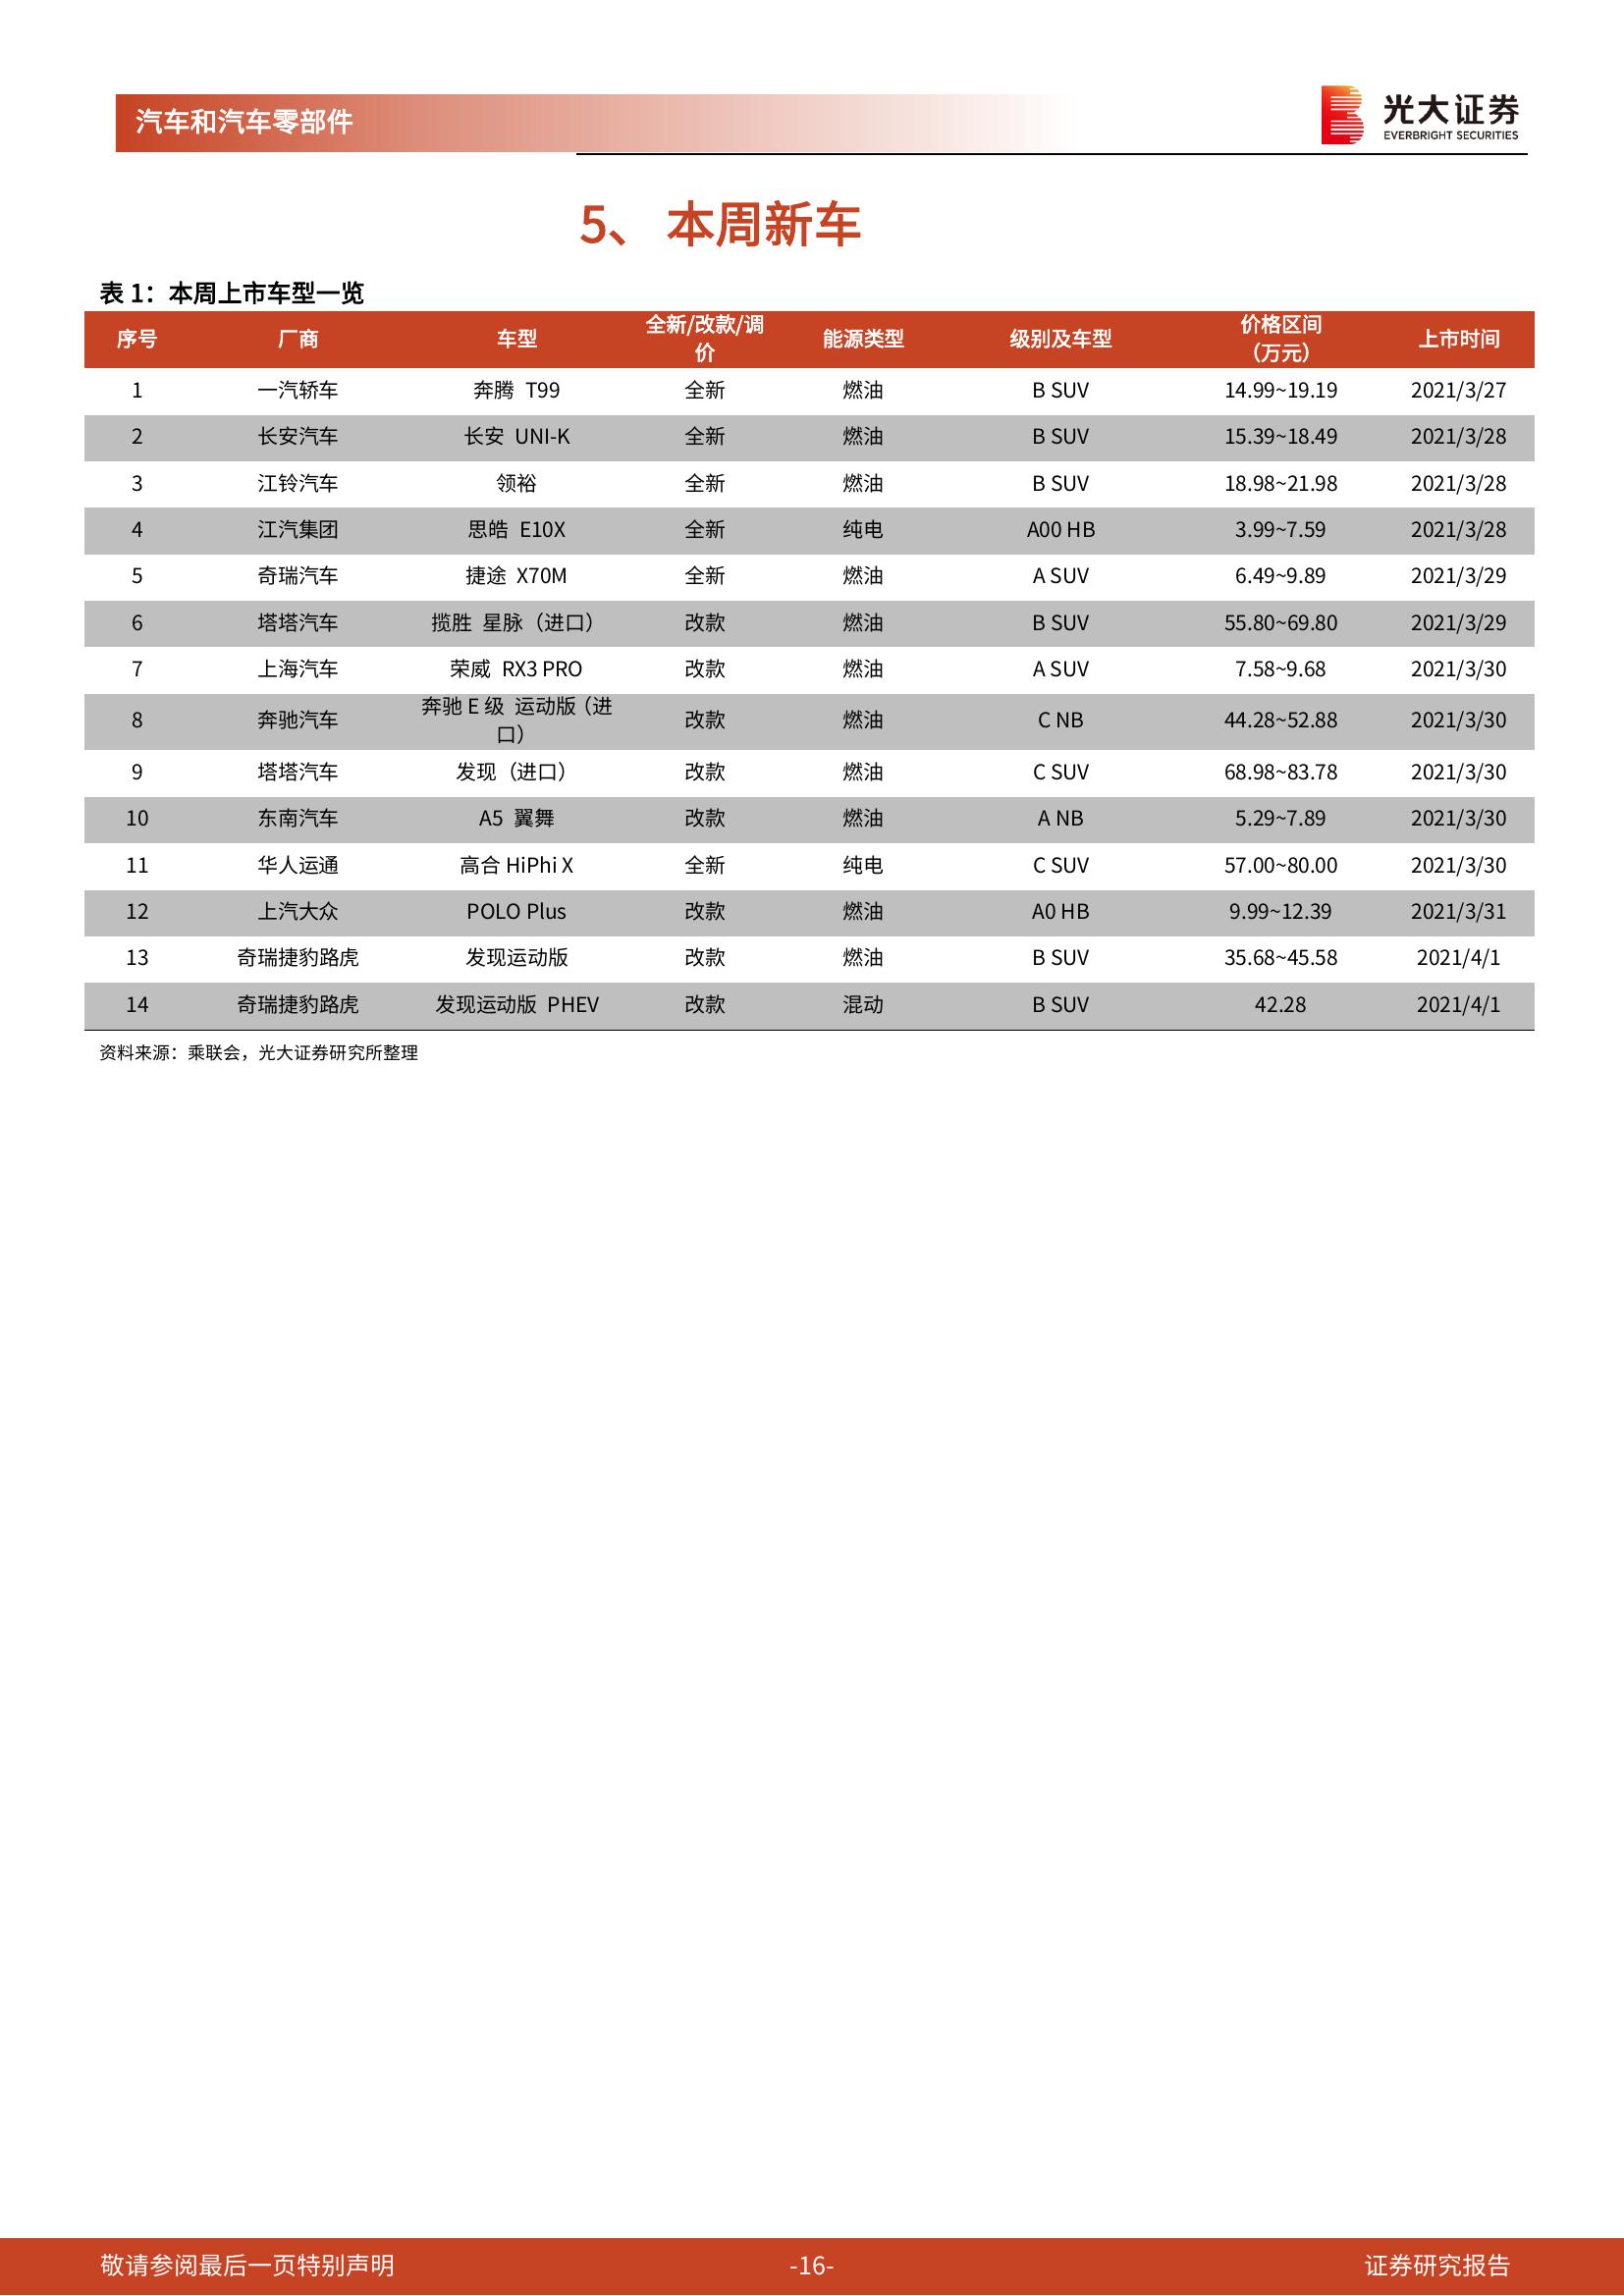 汽车和汽车零部件
光大证券
EVERBRIGHT SECURITIES
5、 本周新车
表 1：本周上市车型一览
序号 厂商 车型 全新/改款/调价 能源类型 级别及车型 价格区间（万元） 上市时间
1 一汽轿车 奔腾 T99 全新 燃油 B SUV 14.99~19.19 2021/3/27
2 长安汽车 长安 UNI-K 全新 燃油 B SUV 15.39~18.49 2021/3/28
3 江铃汽车 领裕 全新 燃油 B SUV 18.98~21.98 2021/3/28
4 江汽集团 思皓 E10X 全新 纯电 A00 HB 3.99~7.59 2021/3/28
5 奇瑞汽车 捷途 X70M 全新 燃油 A SUV 6.49~9.89 2021/3/29
6 塔塔汽车 揽胜 星脉（进口） 改款 燃油 B SUV 55.80~69.80 2021/3/29
7 上海汽车 荣威 RX3 PRO 改款 燃油 A SUV 7.58~9.68 2021/3/30
8 奔驰汽车 奔驰 E 级 运动版（进口） 改款 燃油 C NB 44.28~52.88 2021/3/30
9 塔塔汽车 发现（进口） 改款 燃油 C SUV 68.98~83.78 2021/3/30
10 东南汽车 A5 翼舞 改款 燃油 A NB 5.29~7.89 2021/3/30
11 华人运通 高合 HiPhi X 全新 纯电 C SUV 57.00~80.00 2021/3/30
12 上汽大众 POLO Plus 改款 燃油 A0 HB 9.99~12.39 2021/3/31
13 奇瑞捷豹路虎 发现运动版 改款 燃油 B SUV 35.68~45.58 2021/4/1
14 奇瑞捷豹路虎 发现运动版 PHEV 改款 混动 B SUV 42.28 2021/4/1
资料来源：乘联会，光大证券研究所整理
敬请参阅最后一页特别声明 -16- 证券研究报告